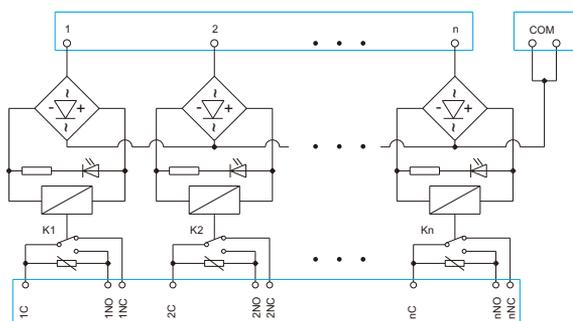 1 2 n COM
- + - + - +
K1 K2 Kn
1C 1NO 1NC 2C 2NO 2NC nC nNO nNC